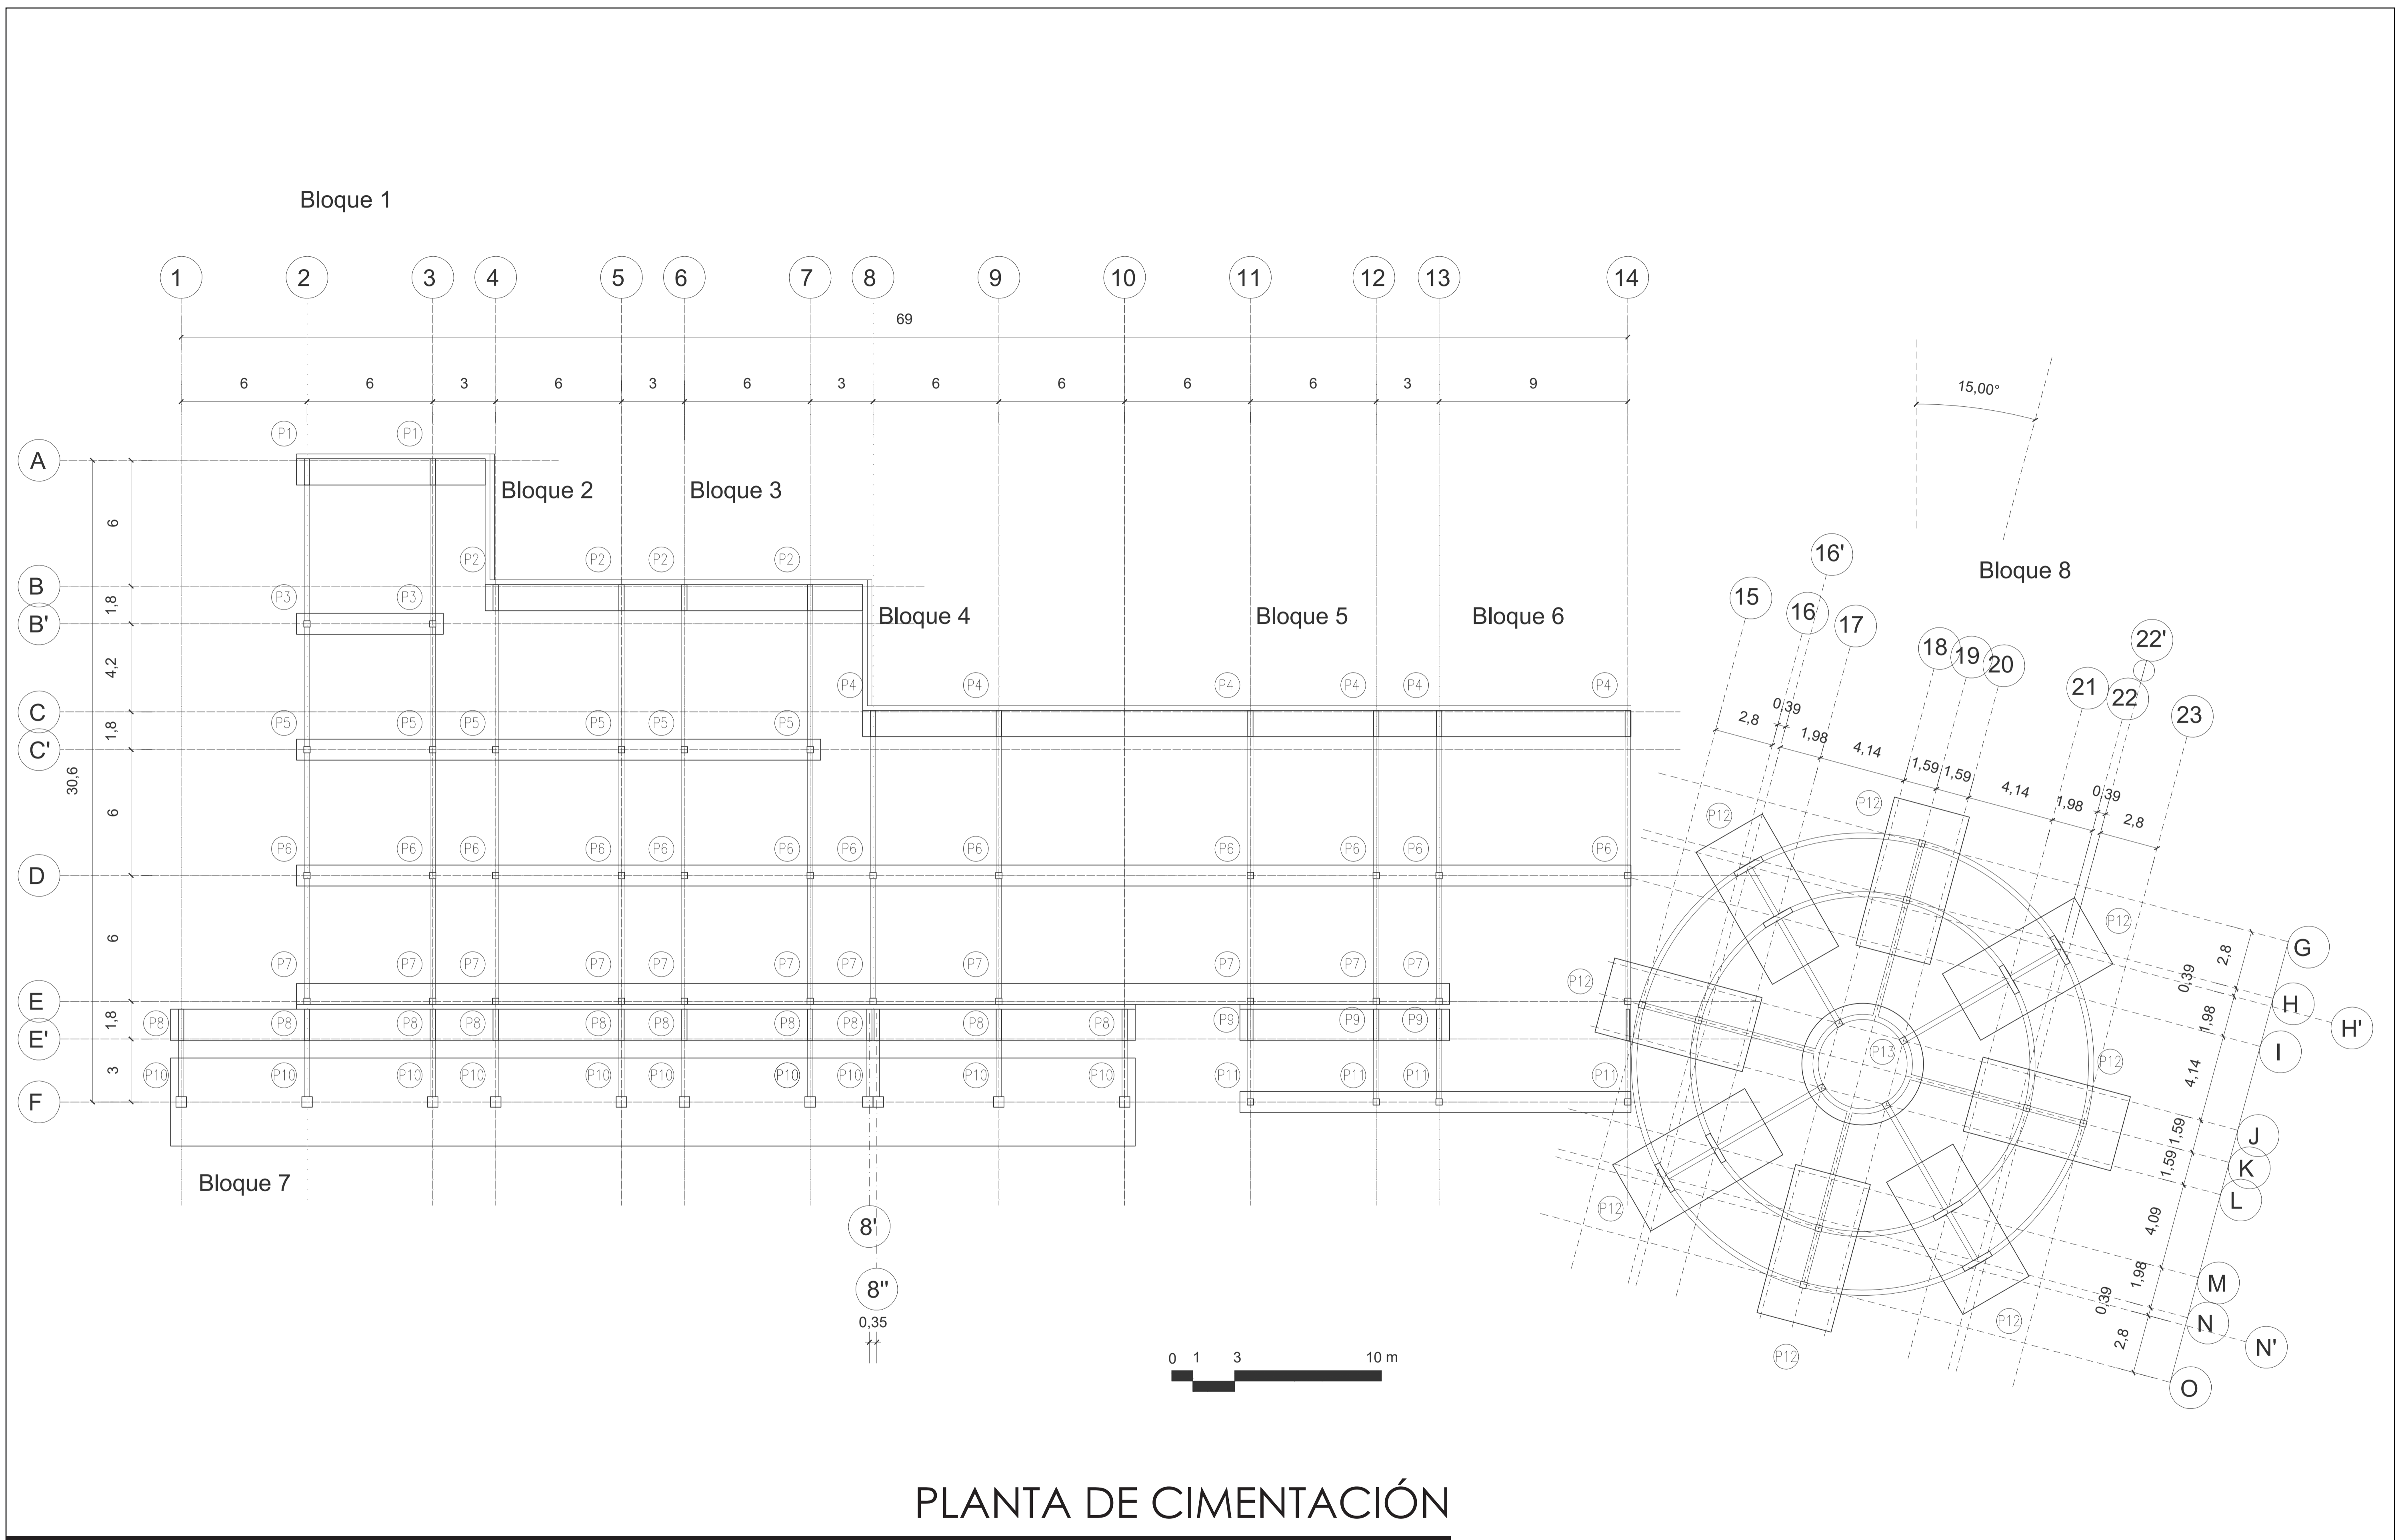 Bloque 1
1 2 3 4 5 6 7 8 9 10 11 12 13 14
69
6 6 3 6 3 6 3 6 6 6 6 3 9
15,00°
P1 P1
A
Bloque 2 Bloque 3
6
P2 P2 P2 P2
16'
Bloque 8
B
P3 P3
1,8
15 16 17
B'
Bloque 4 Bloque 5 Bloque 6
22'
18 19 20
4,2
P4 P4 P4 P4 P4 P4
21 22 23
C
2,8 0,39 1,98 4,14 1,59 1,59 4,14 1,98 0,39 2,8
P5 P5 P5 P5 P5 P5
1,8
C'
30,6
6
P12 P12
P6 P6 P6 P6 P6 P6 P6 P6 P6 P6 P6 P6
D
P12
6
G
2,8
P7 P7 P7 P7 P7 P7 P7 P7 P7 P7 P7
0,39
P12
E
H
1,98
H'
P8 P8 P8 P8 P8 P8 P8 P8 P8 P8 P9 P9 P9
1,8
E'
I
P13
P12
3
4,14
P10 P10 P10 P10 P10 P10 P10 P10 P10 P10 P11 P11 P11 P11
F
J
1,59
K
1,59
L
Bloque 7
P12
8'
4,09
M
1,98
8"
0,39
N
P12
N'
0,35
2,8
P12
O
0 1 3 10 m
PLANTA DE CIMENTACIÓN